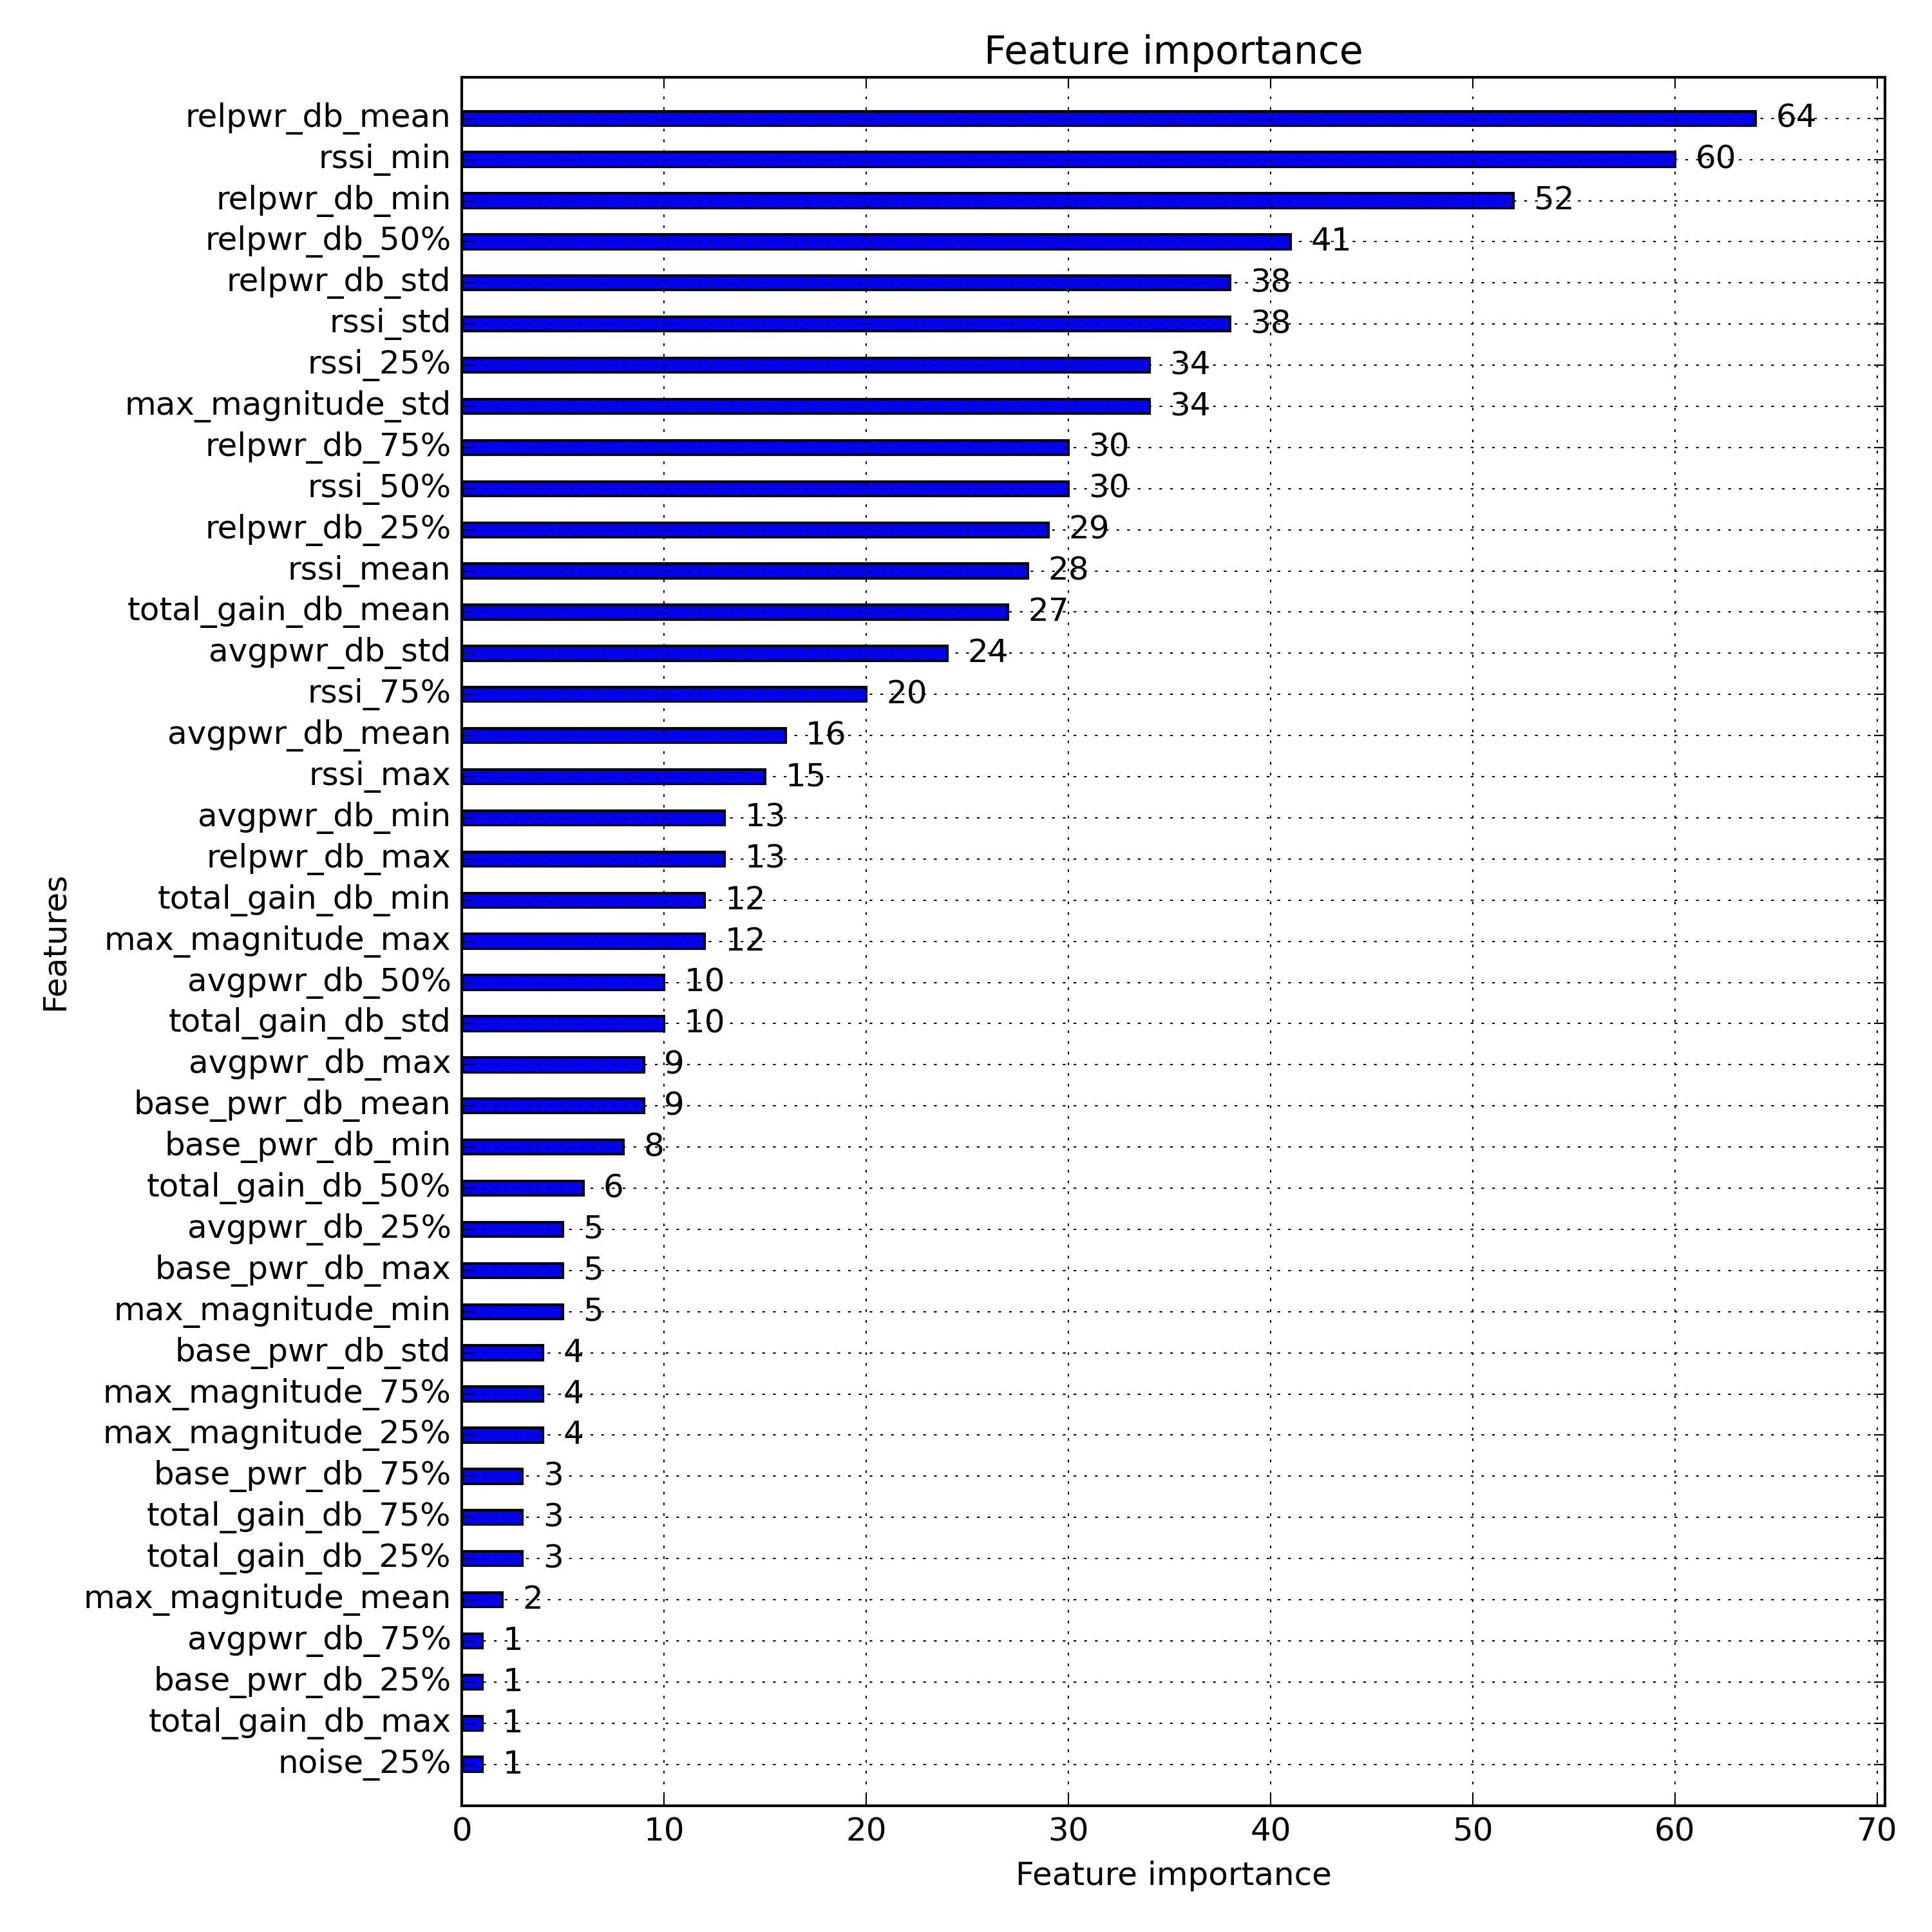 Feature importance
relpwr_db_mean 64
rssi_min 60
relpwr_db_min 52
relpwr_db_50% 41
relpwr_db_std 38
rssi_std 38
rssi_25% 34
max_magnitude_std 34
relpwr_db_75% 30
rssi_50% 30
relpwr_db_25% 29
rssi_mean 28
total_gain_db_mean 27
avgpwr_db_std 24
rssi_75% 20
avgpwr_db_mean 16
rssi_max 15
avgpwr_db_min 13
relpwr_db_max 13
total_gain_db_min 12
max_magnitude_max 12
avgpwr_db_50% 10
total_gain_db_std 10
avgpwr_db_max 9
base_pwr_db_mean 9
base_pwr_db_min 8
total_gain_db_50% 6
avgpwr_db_25% 5
base_pwr_db_max 5
max_magnitude_min 5
base_pwr_db_std 4
max_magnitude_75% 4
max_magnitude_25% 4
base_pwr_db_75% 3
total_gain_db_75% 3
total_gain_db_25% 3
max_magnitude_mean 2
avgpwr_db_75% 1
base_pwr_db_25% 1
total_gain_db_max 1
noise_25% 1
Features
0 10 20 30 40 50 60 70
Feature importance